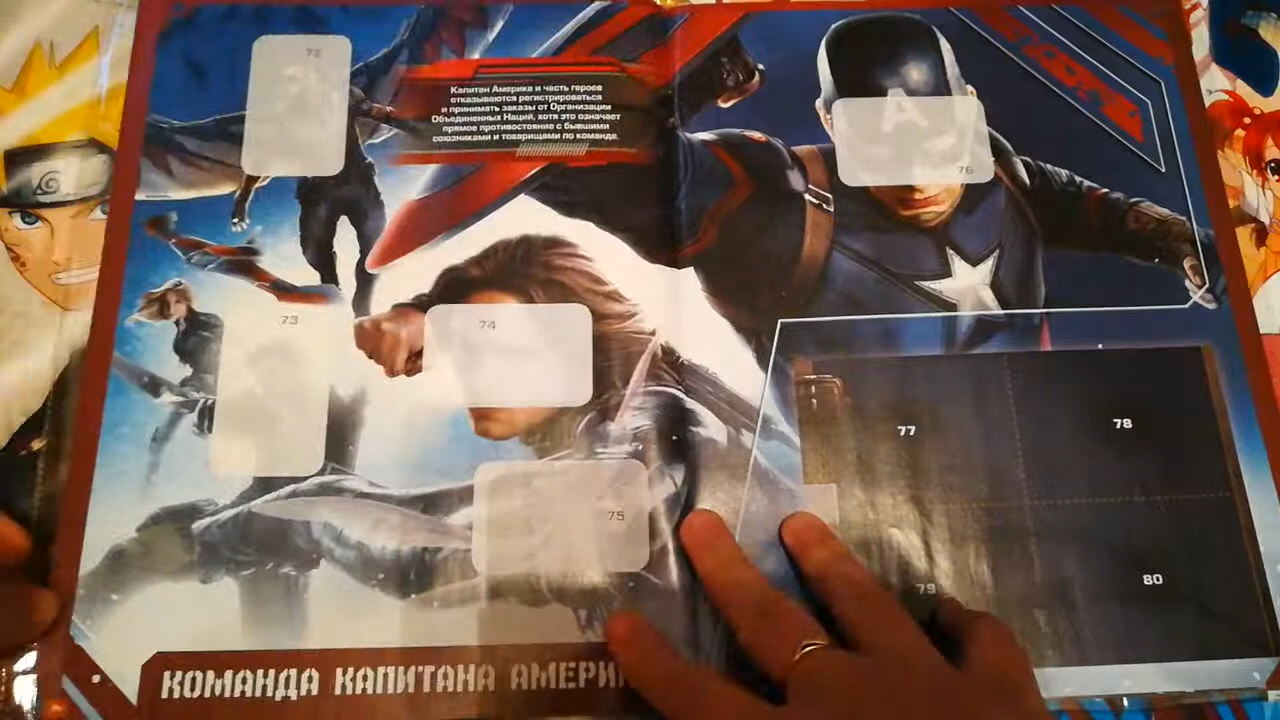 72
Капитан Америка и часть героев
отказываются регистрироваться
и принимать заказы от Организации
Объединенных Наций, хотя это означает
прямое противостояние с бывшими
союзниками и товарищами по команде.
A
76
73
74
75
77
78
79
80
КОМАНДА КАПИТАНА АМЕРИ